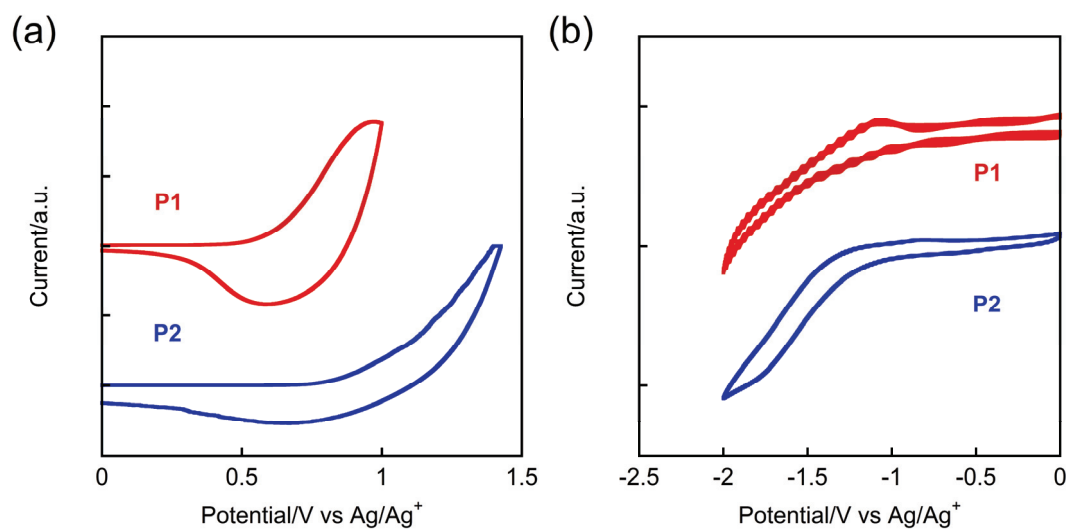 (a)
Current/a.u.
P1
P2
0
0.5
1
1.5
Potential/V vs Ag/Ag⁺
(b)
Current/a.u.
P1
P2
-2.5
-2
-1.5
-1
-0.5
0
Potential/V vs Ag/Ag⁺